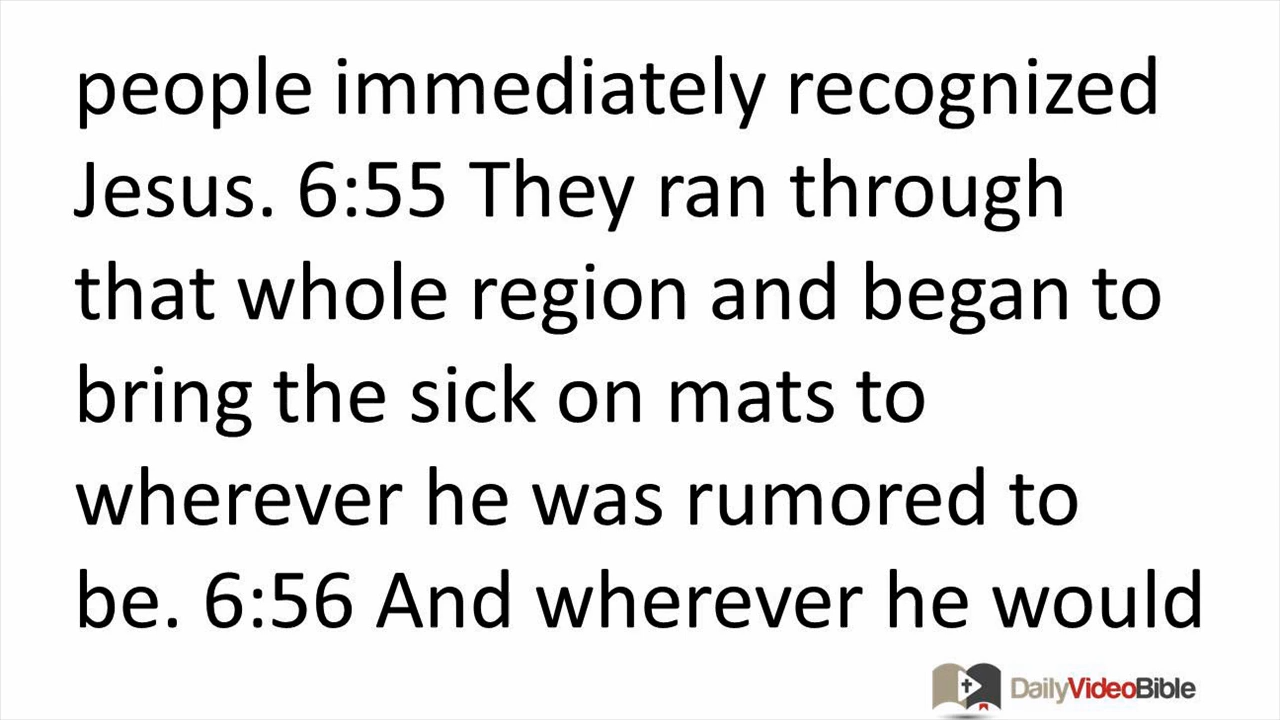 people immediately recognized
Jesus. 6:55 They ran through
that whole region and began to
bring the sick on mats to
wherever he was rumored to
be. 6:56 And wherever he would
DailyVideoBible